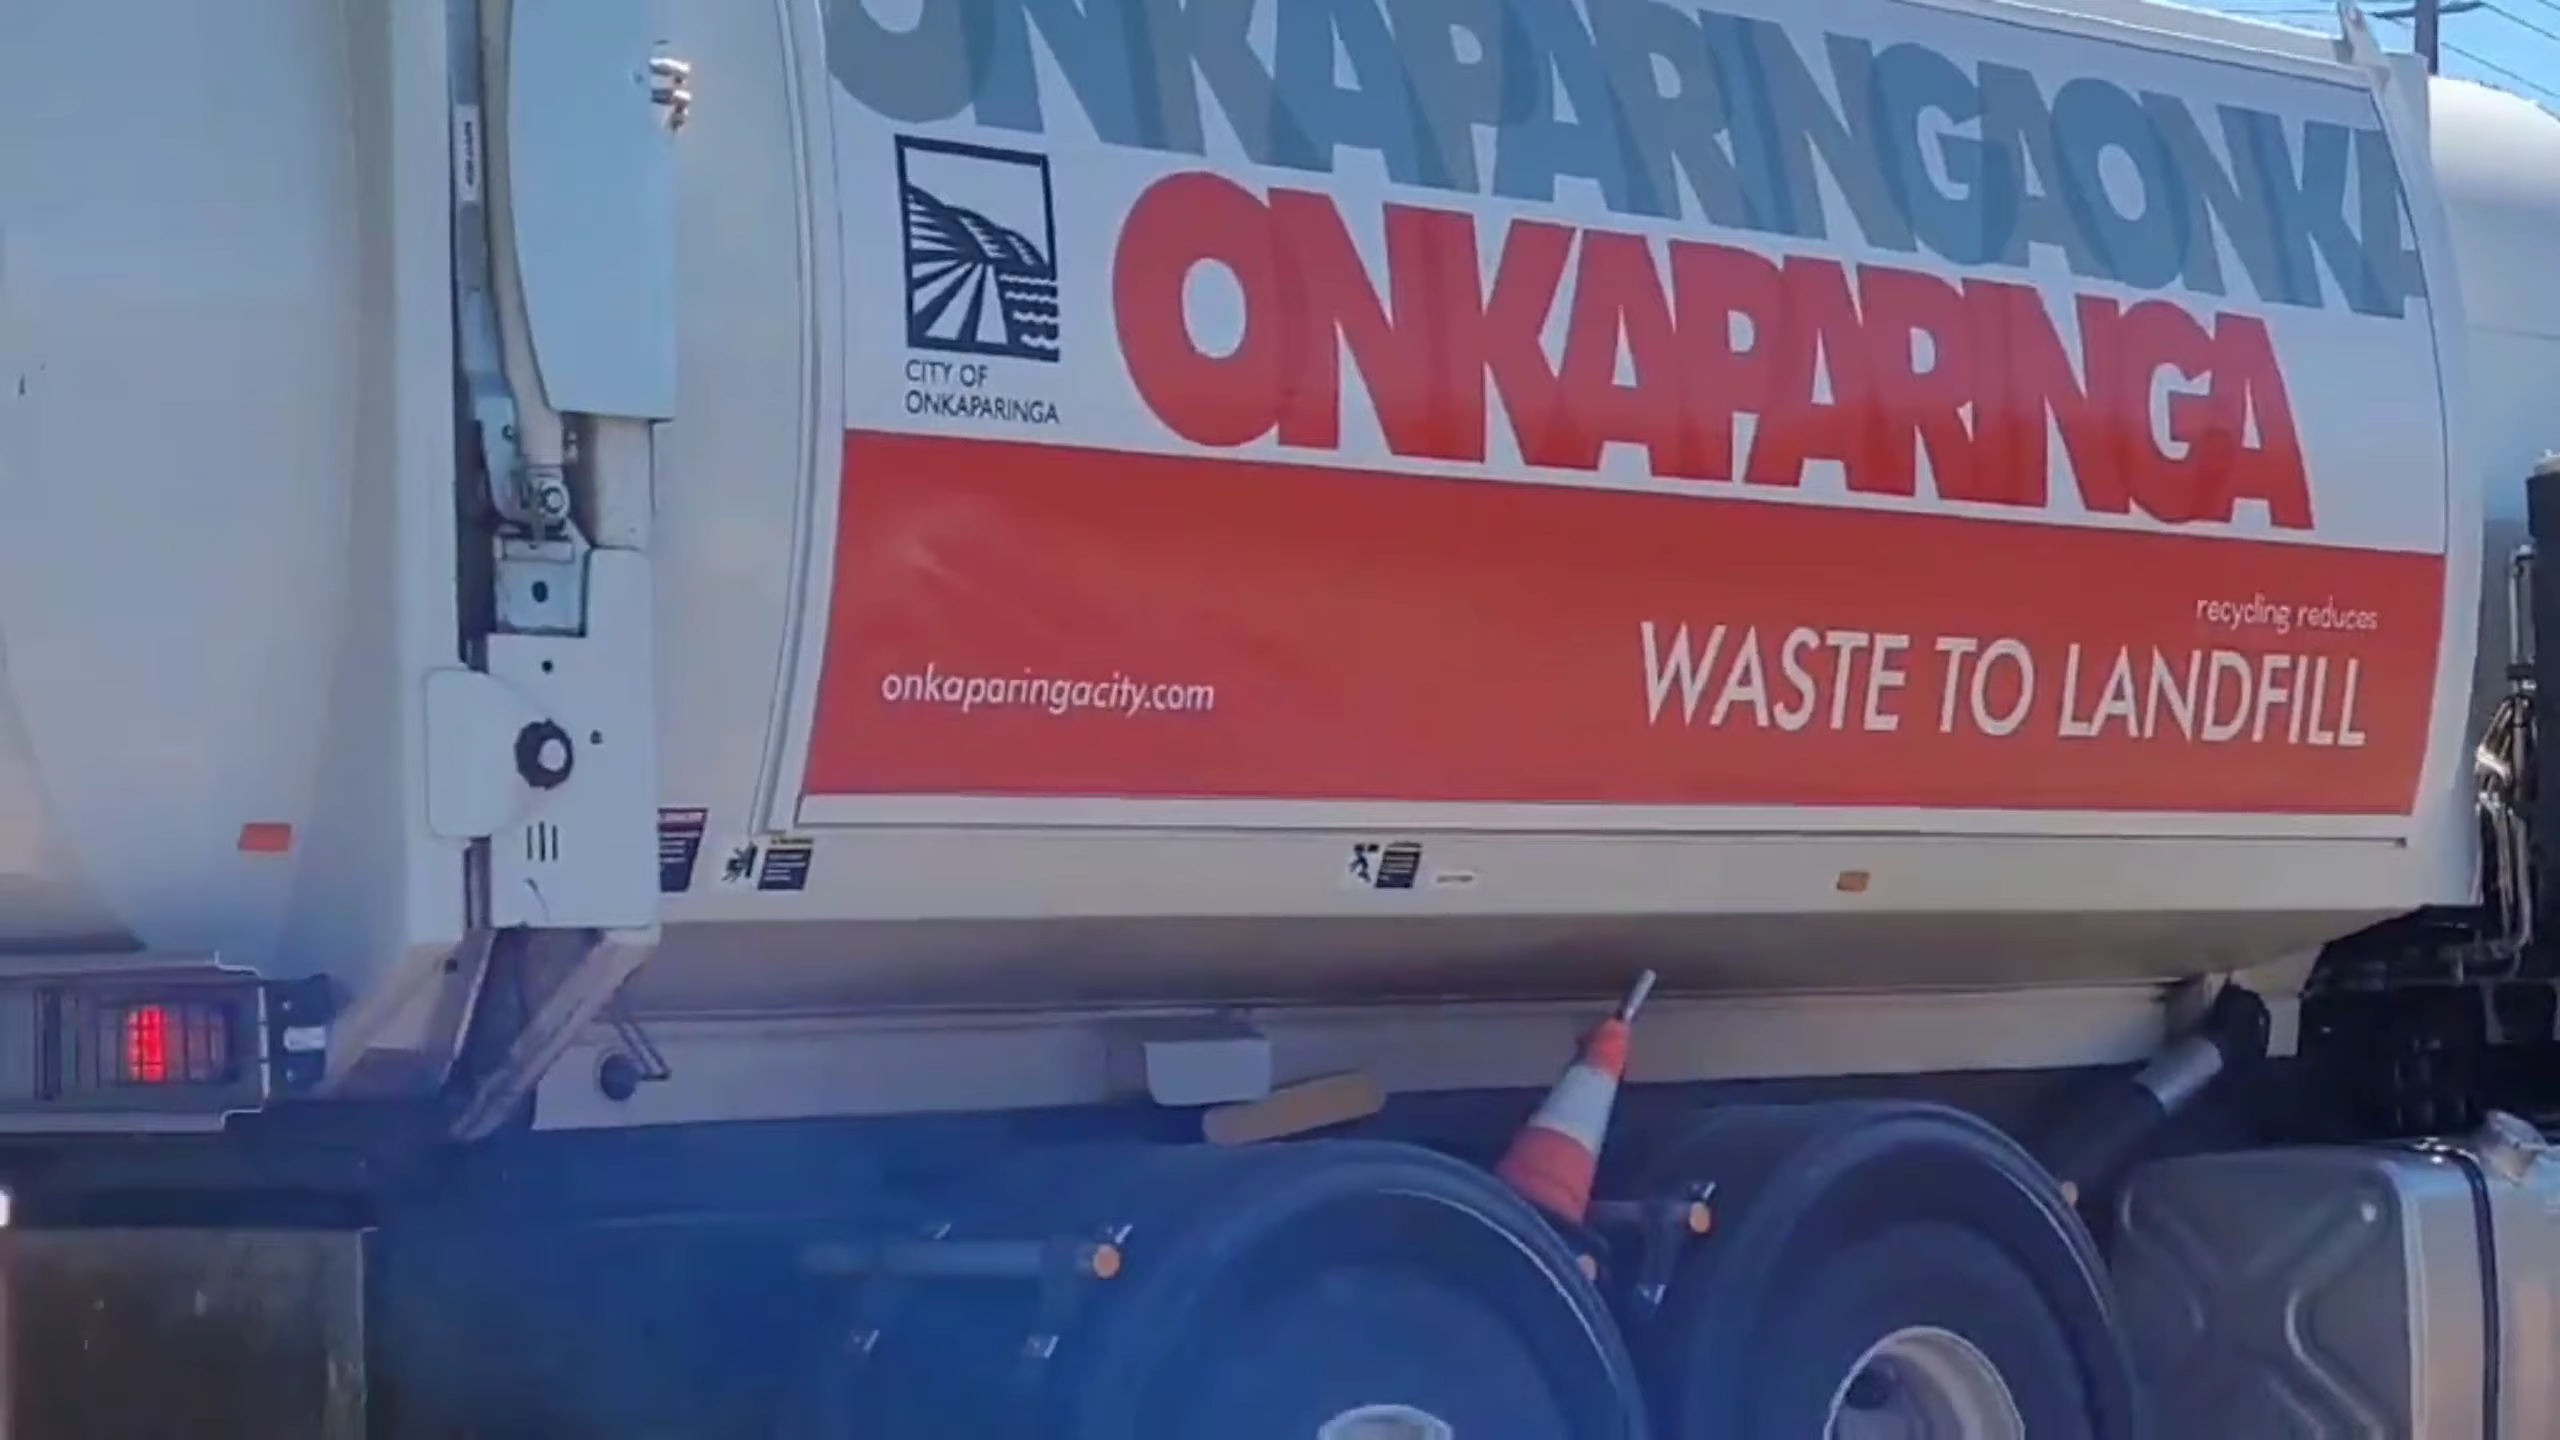 ONKAPARINGAONKA
CITY OF
ONKAPARINGA
ONKAPARINGA
recycling reduces
WASTE TO LANDFILL
onkaparingacity.com